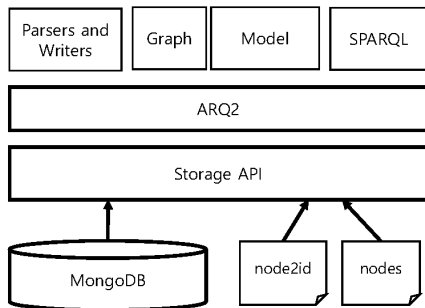 Parsers and
Writers
Graph
Model
SPARQL
ARQ2
Storage API
MongoDB
node2id
nodes